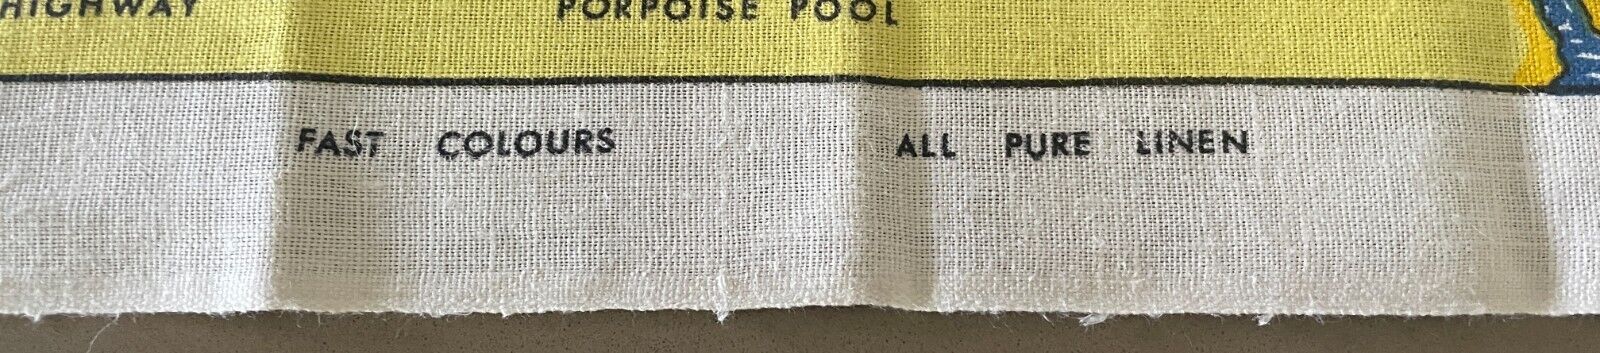 HIGHWAY PORPOISE POOL
FAST COLOURS ALL PURE LINEN